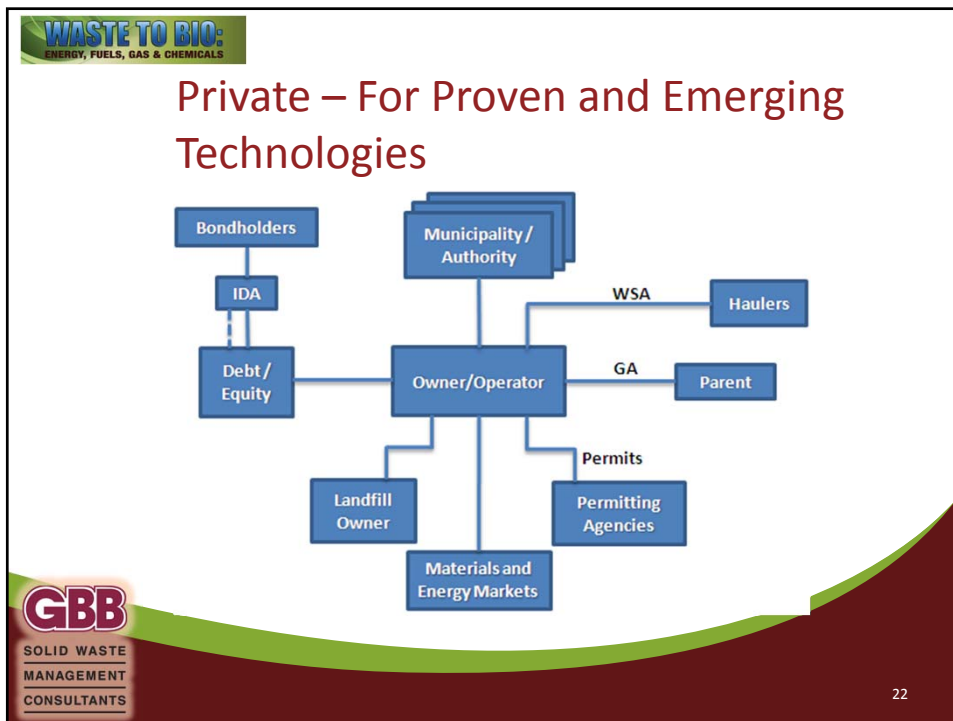 WASTE TO BIO:
ENERGY, FUELS, GAS & CHEMICALS
Private – For Proven and Emerging
Technologies
Bondholders
Municipality /
Authority
IDA
WSA
Haulers
Debt /
Equity
Owner/Operator
GA
Parent
Permits
Landfill
Owner
Permitting
Agencies
Materials and
Energy Markets
GBB
SOLID WASTE
MANAGEMENT
CONSULTANTS
22